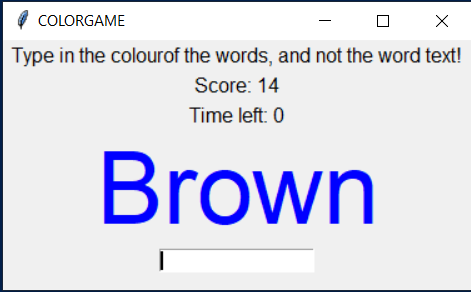 COLORGAME
Type in the colourof the words, and not the word text!
Score: 14
Time left: 0
Brown